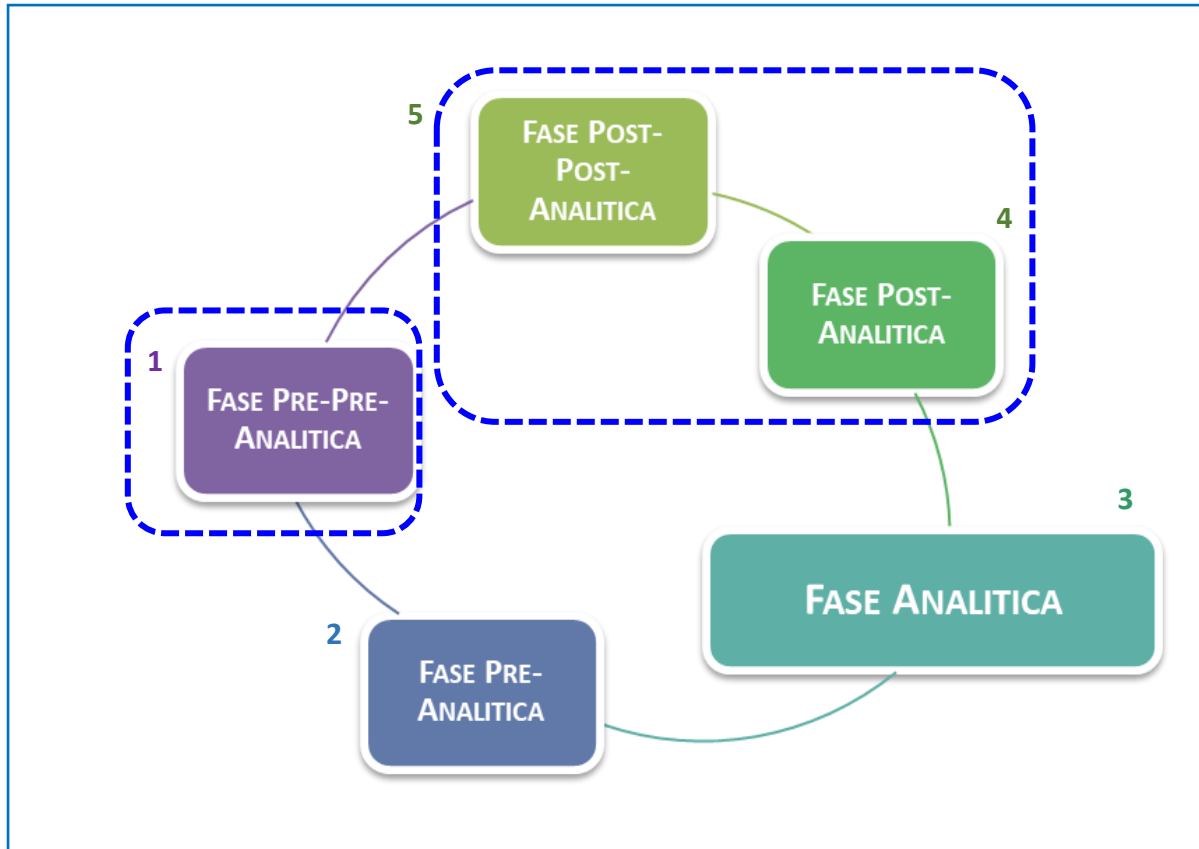 5
FASE POST-
POST-
ANALITICA
4
FASE POST-
ANALITICA
1
FASE PRE-PRE-
ANALITICA
3
FASE ANALITICA
2
FASE PRE-
ANALITICA